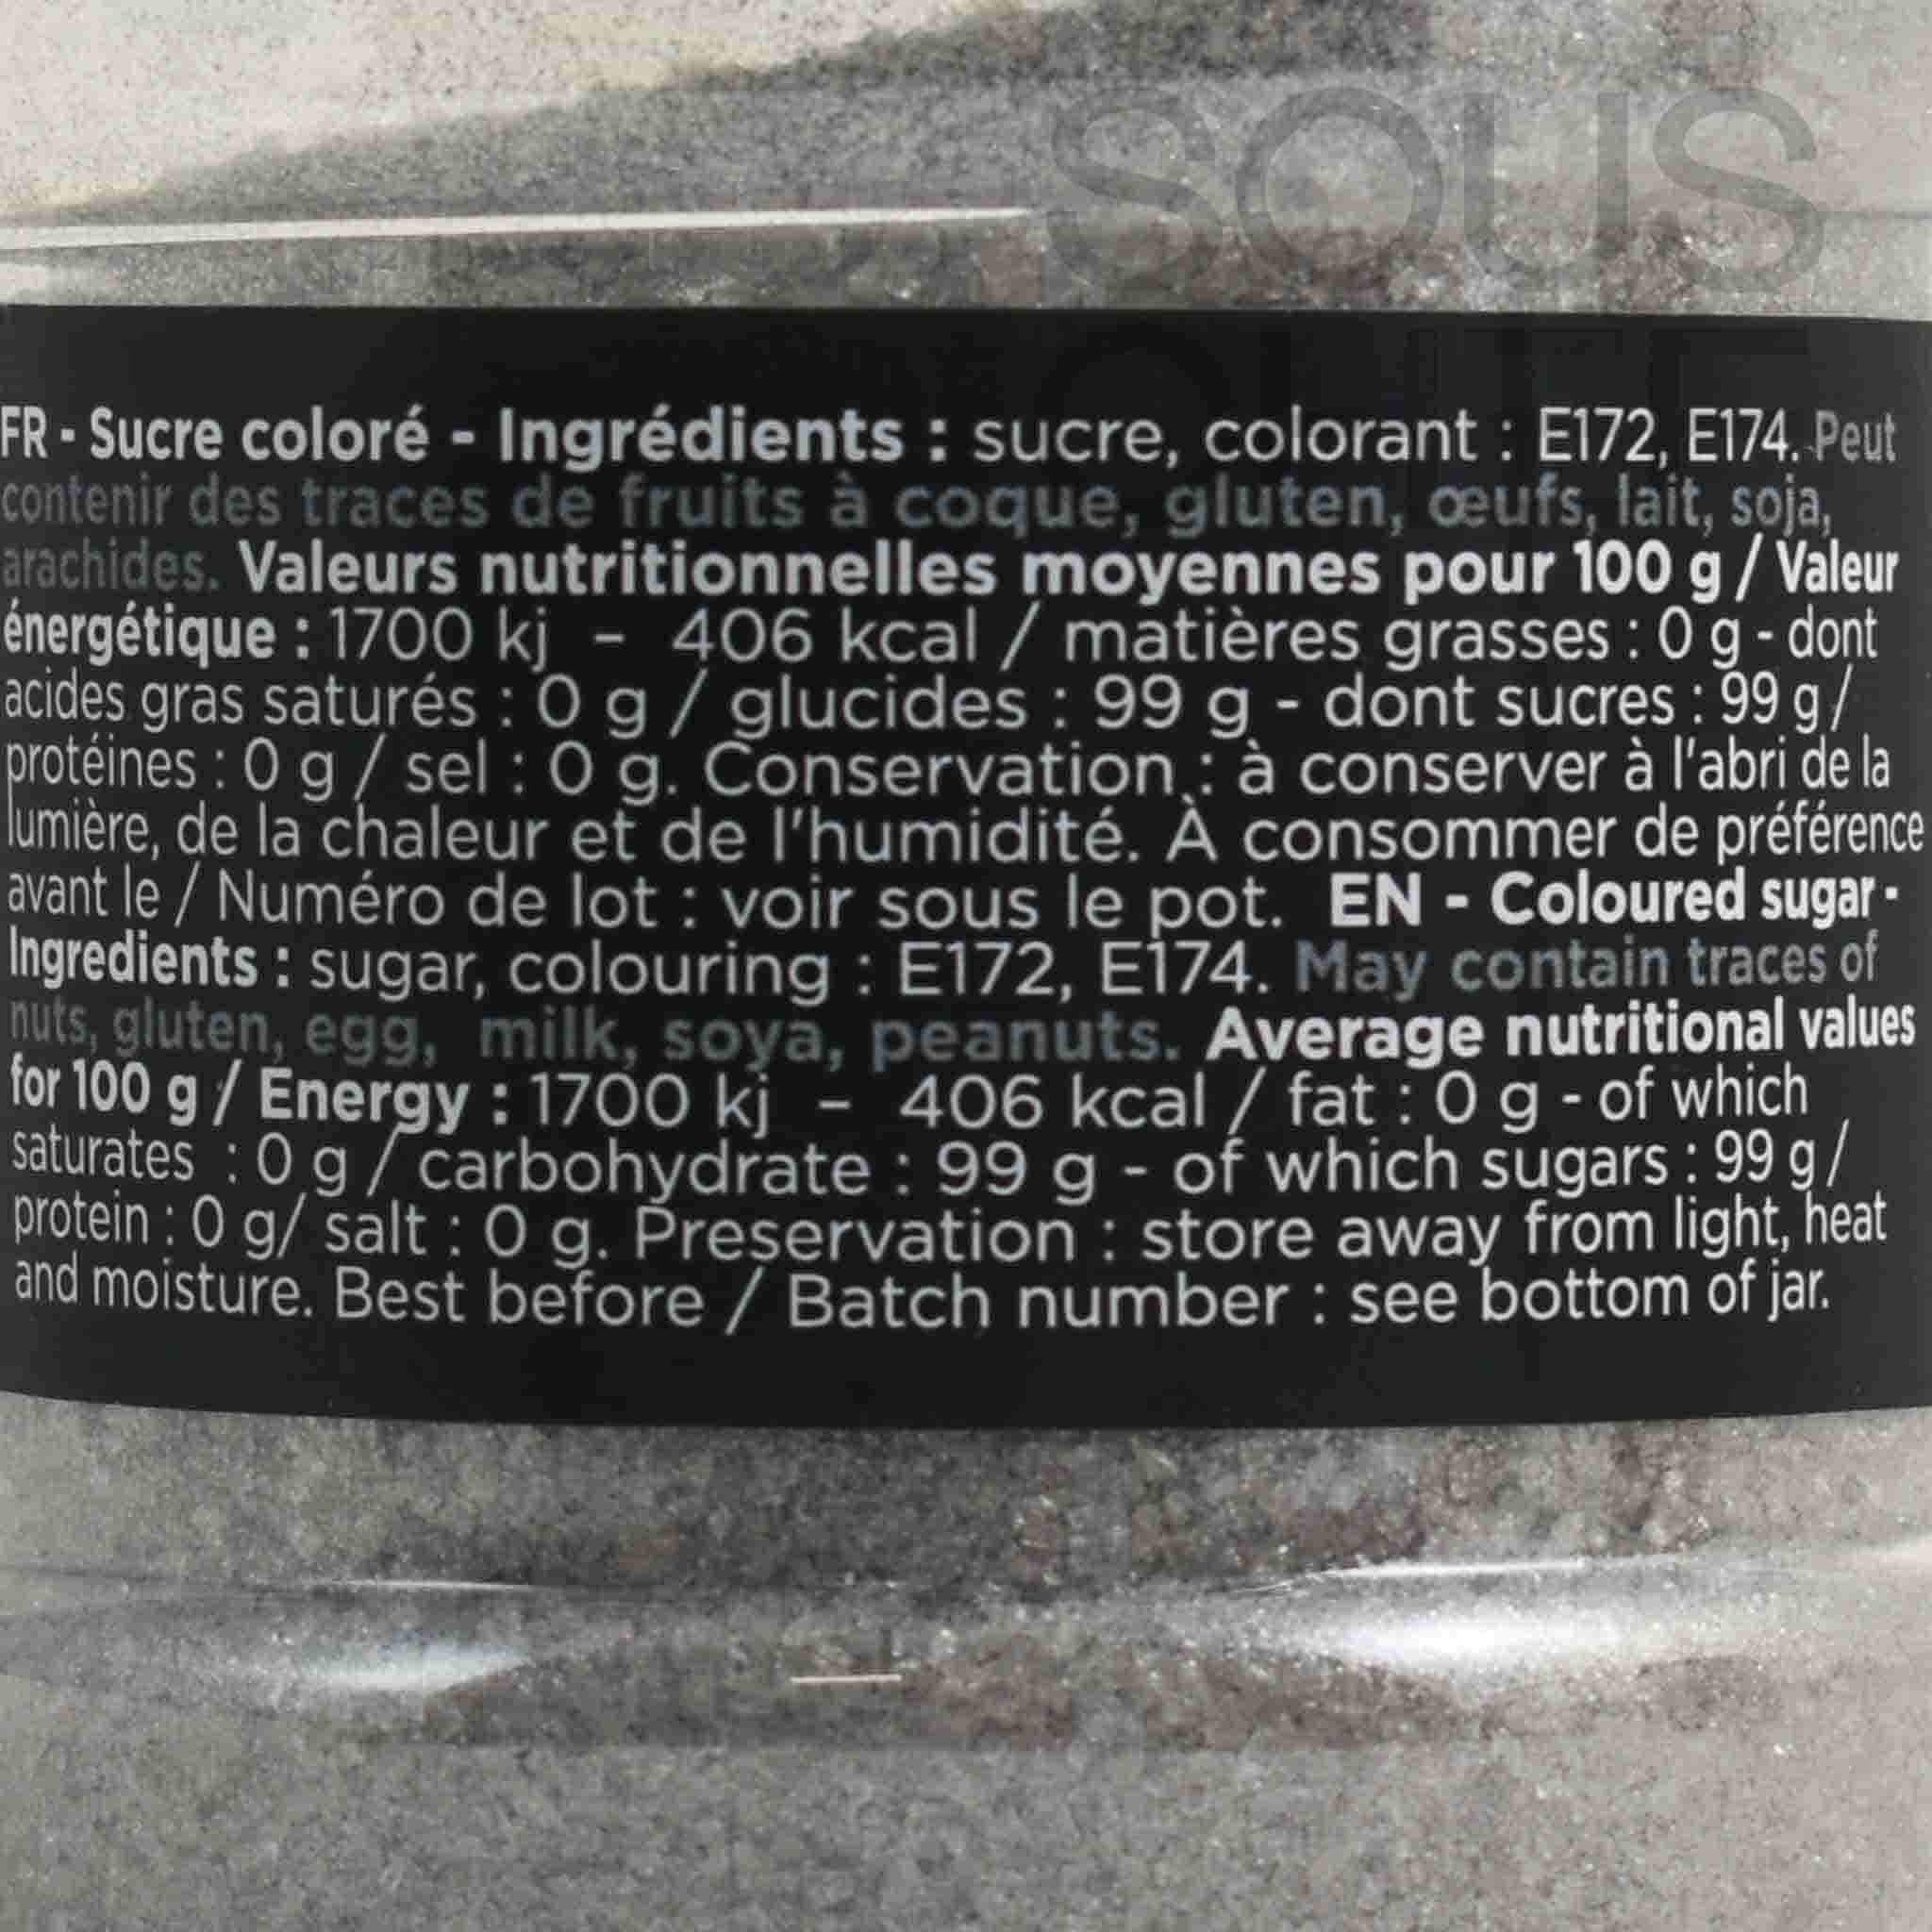 SOUS
FR - Sucre coloré - Ingrédients : sucre, colorant : E172, E174. Peut
contenir des traces de fruits à coque, gluten, œufs, lait, soja,
arachides. Valeurs nutritionnelles moyennes pour 100 g / Valeur
énergétique : 1700 kj – 406 kcal / matières grasses : 0 g - dont
acides gras saturés : 0 g / glucides : 99 g - dont sucres : 99 g /
protéines : 0 g / sel : 0 g. Conservation : à conserver à l'abri de la
lumière, de la chaleur et de l'humidité. À consommer de préférence
avant le / Numéro de lot : voir sous le pot. EN - Coloured sugar -
Ingredients : sugar, colouring : E172, E174. May contain traces of
nuts, gluten, egg, milk, soya, peanuts. Average nutritional values
for 100 g / Energy : 1700 kj – 406 kcal / fat : 0 g - of which
saturates : 0 g / carbohydrate : 99 g - of which sugars : 99 g /
protein : 0 g/ salt : 0 g. Preservation : store away from light, heat
and moisture. Best before / Batch number : see bottom of jar.